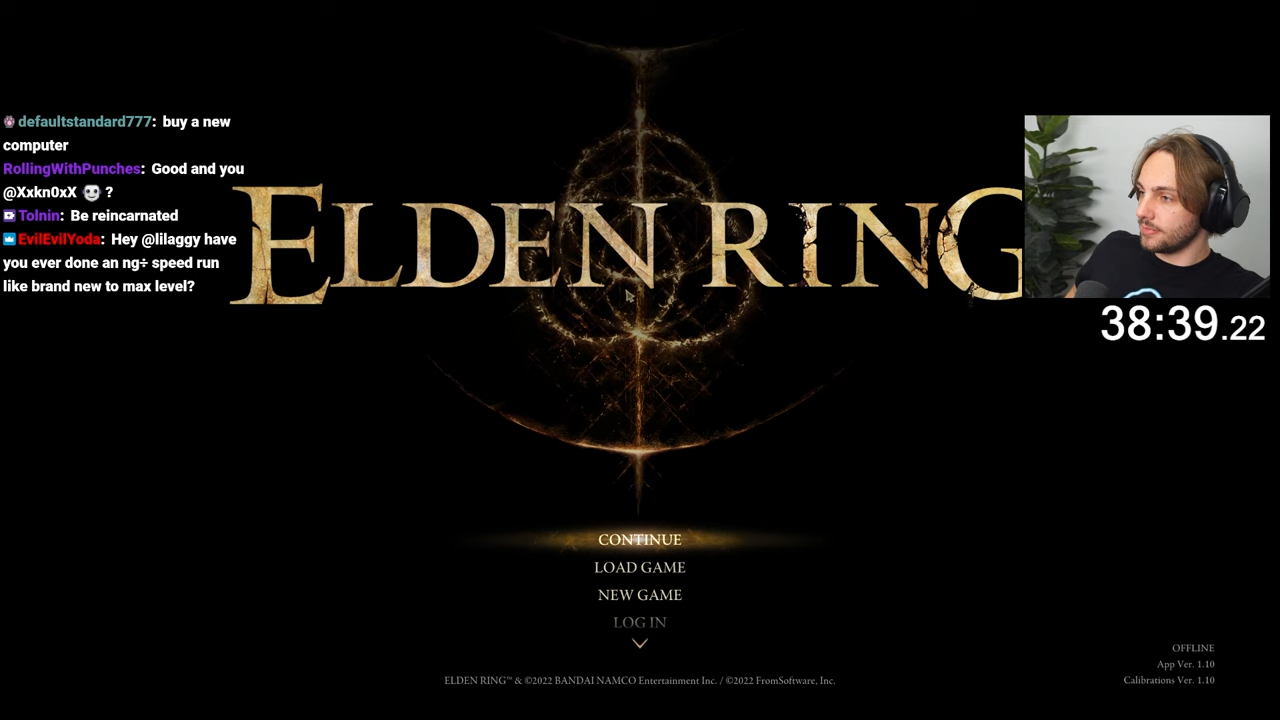 defaultstandard777: buy a new
computer
RollingWithPunches: Good and you
@Xxkn0xX ?
Tolnin: Be reincarnated
EvilEvilYoda: Hey @lilaggy have
you ever done an ng÷ speed run
like brand new to max level?
ELDEN RING
38:39.22
CONTINUE
LOAD GAME
NEW GAME
LOG IN
OFFLINE
App Ver. 1.10
Calibrations Ver. 1.10
ELDEN RING™ & ©2022 BANDAI NAMCO Entertainment Inc. / ©2022 FromSoftware, Inc.